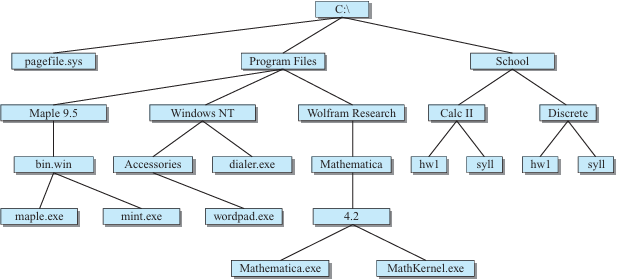 C:\
pagefile.sys
Program Files
School
Maple 9.5
Windows NT
Wolfram Research
Calc II
Discrete
bin.win
Accessories
dialer.exe
Mathematica
hw1
syll
hw1
syll
maple.exe
mint.exe
wordpad.exe
4.2
Mathematica.exe
MathKernel.exe